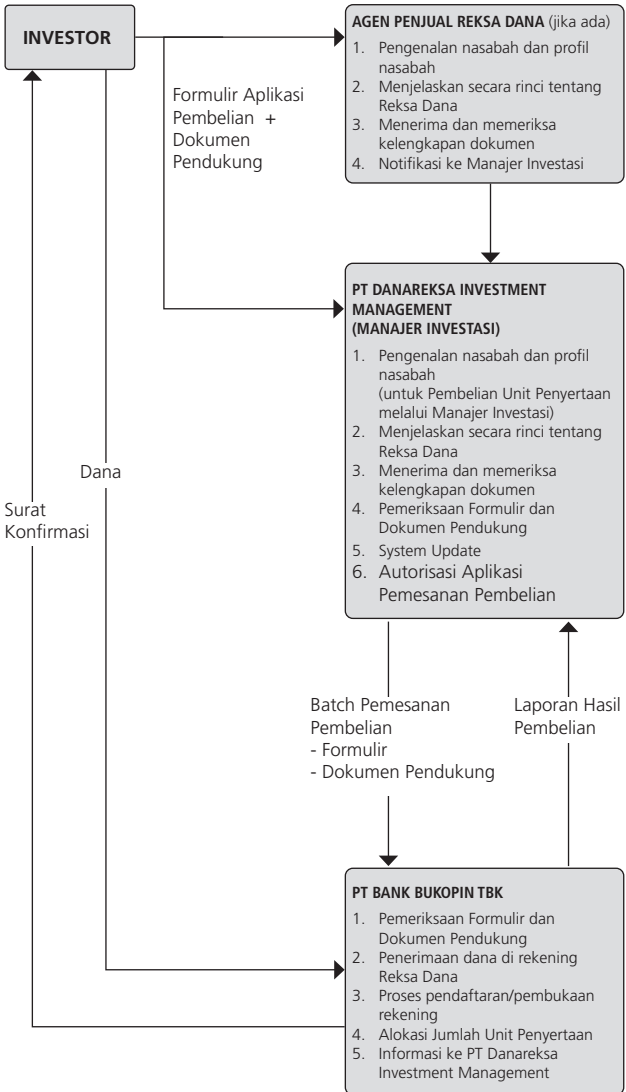 INVESTOR
AGEN PENJUAL REKSA DANA (jika ada)
1. Pengenalan nasabah dan profil
nasabah
2. Menjelaskan secara rinci tentang
Reksa Dana
3. Menerima dan memeriksa
kelengkapan dokumen
4. Notifikasi ke Manajer Investasi
Formulir Aplikasi
Pembelian +
Dokumen
Pendukung
PT DANAREKSA INVESTMENT
MANAGEMENT
(MANAJER INVESTASI)
1. Pengenalan nasabah dan profil
nasabah
(untuk Pembelian Unit Penyertaan
melalui Manajer Investasi)
2. Menjelaskan secara rinci tentang
Reksa Dana
3. Menerima dan memeriksa
kelengkapan dokumen
4. Pemeriksaan Formulir dan
Dokumen Pendukung
5. System Update
6. Autorisasi Aplikasi
Pemesanan Pembelian
Dana
Surat
Konfirmasi
Batch Pemesanan
Pembelian
- Formulir
- Dokumen Pendukung
Laporan Hasil
Pembelian
PT BANK BUKOPIN TBK
1. Pemeriksaan Formulir dan
Dokumen Pendukung
2. Penerimaan dana di rekening
Reksa Dana
3. Proses pendaftaran/pembukaan
rekening
4. Alokasi Jumlah Unit Penyertaan
5. Informasi ke PT Danareksa
Investment Management